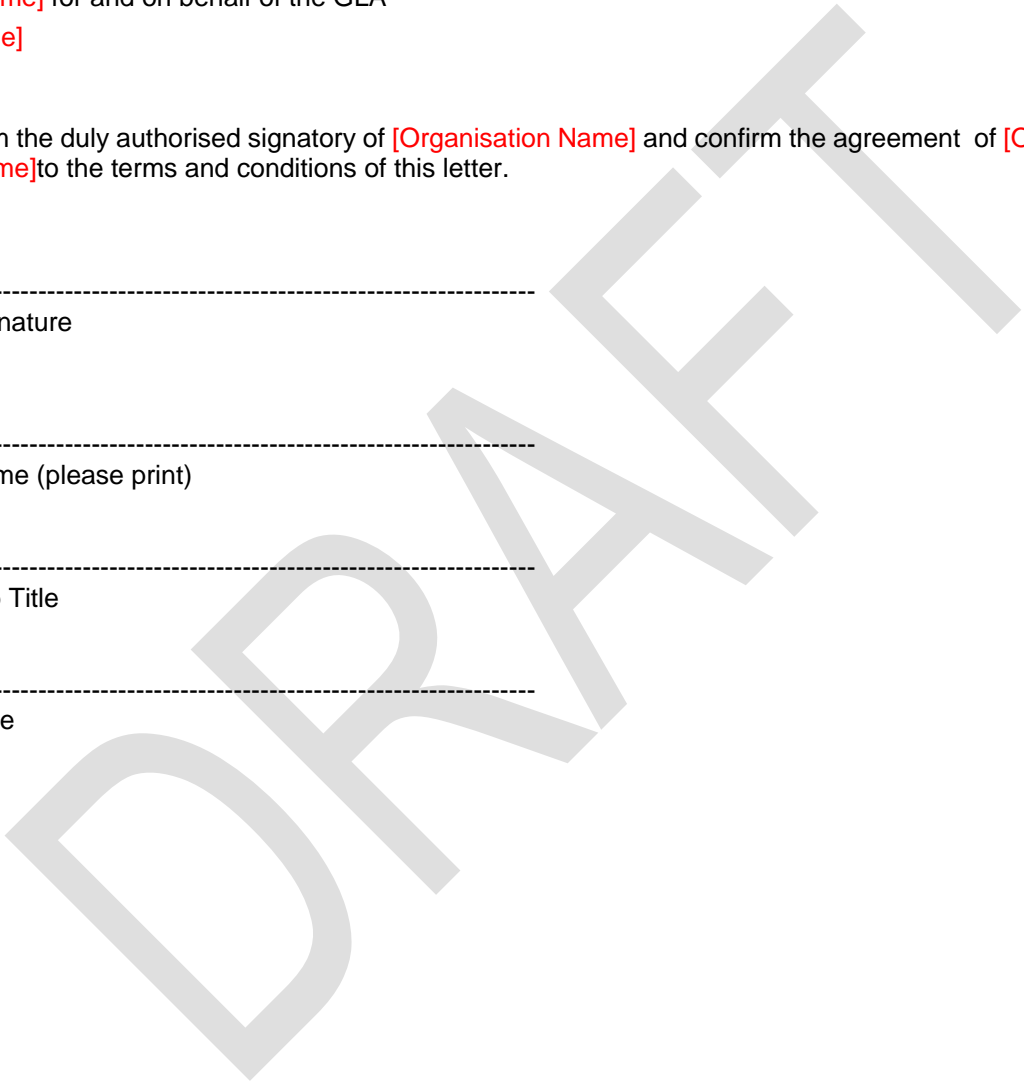 me] for and on behalf of the GLA
e]
m the duly authorised signatory of [Organisation Name] and confirm the agreement  of [O
me]to the terms and conditions of this letter.
-----------------------------------------------------------
nature
-----------------------------------------------------------
me (please print)
-----------------------------------------------------------
Title
-----------------------------------------------------------
e
DRAFT